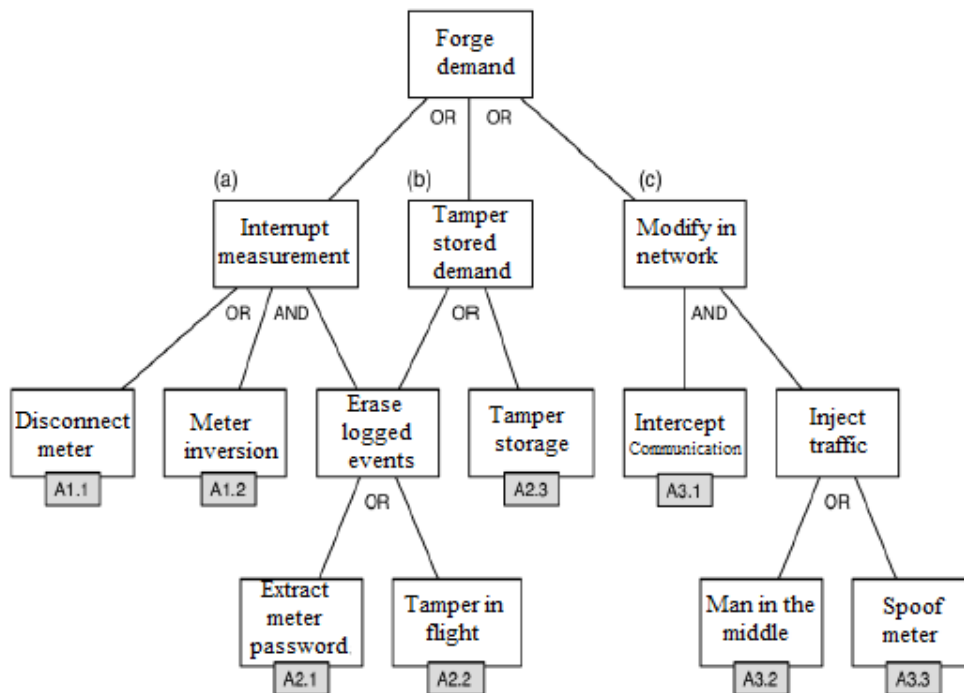 Forge
demand
OR OR
(a) (b) (c)
Interrupt
measurement
Tamper
stored
demand
Modify in
network
OR AND OR AND
Disconnect
meter
A1.1
Meter
inversion
A1.2
Erase
logged
events
Tamper
storage
A2.3
Intercept
Communication
A3.1
Inject
traffic
OR OR
Extract
meter
password
A2.1
Tamper in
flight
A2.2
Man in the
middle
A3.2
Spoof
meter
A3.3